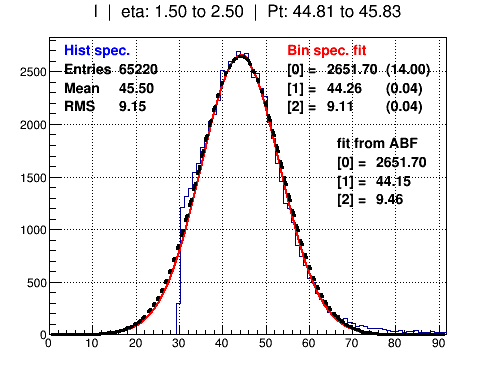 I | eta: 1.50 to 2.50 | Pt: 44.81 to 45.83
Hist spec.
Entries 65220
Mean 45.50
RMS 9.15
Bin spec. fit
[0] = 2651.70 (14.00)
[1] = 44.26 (0.04)
[2] = 9.11 (0.04)
fit from ABF
[0] = 2651.70
[1] = 44.15
[2] = 9.46
2500
2000
1500
1000
500
0
0 10 20 30 40 50 60 70 80 90